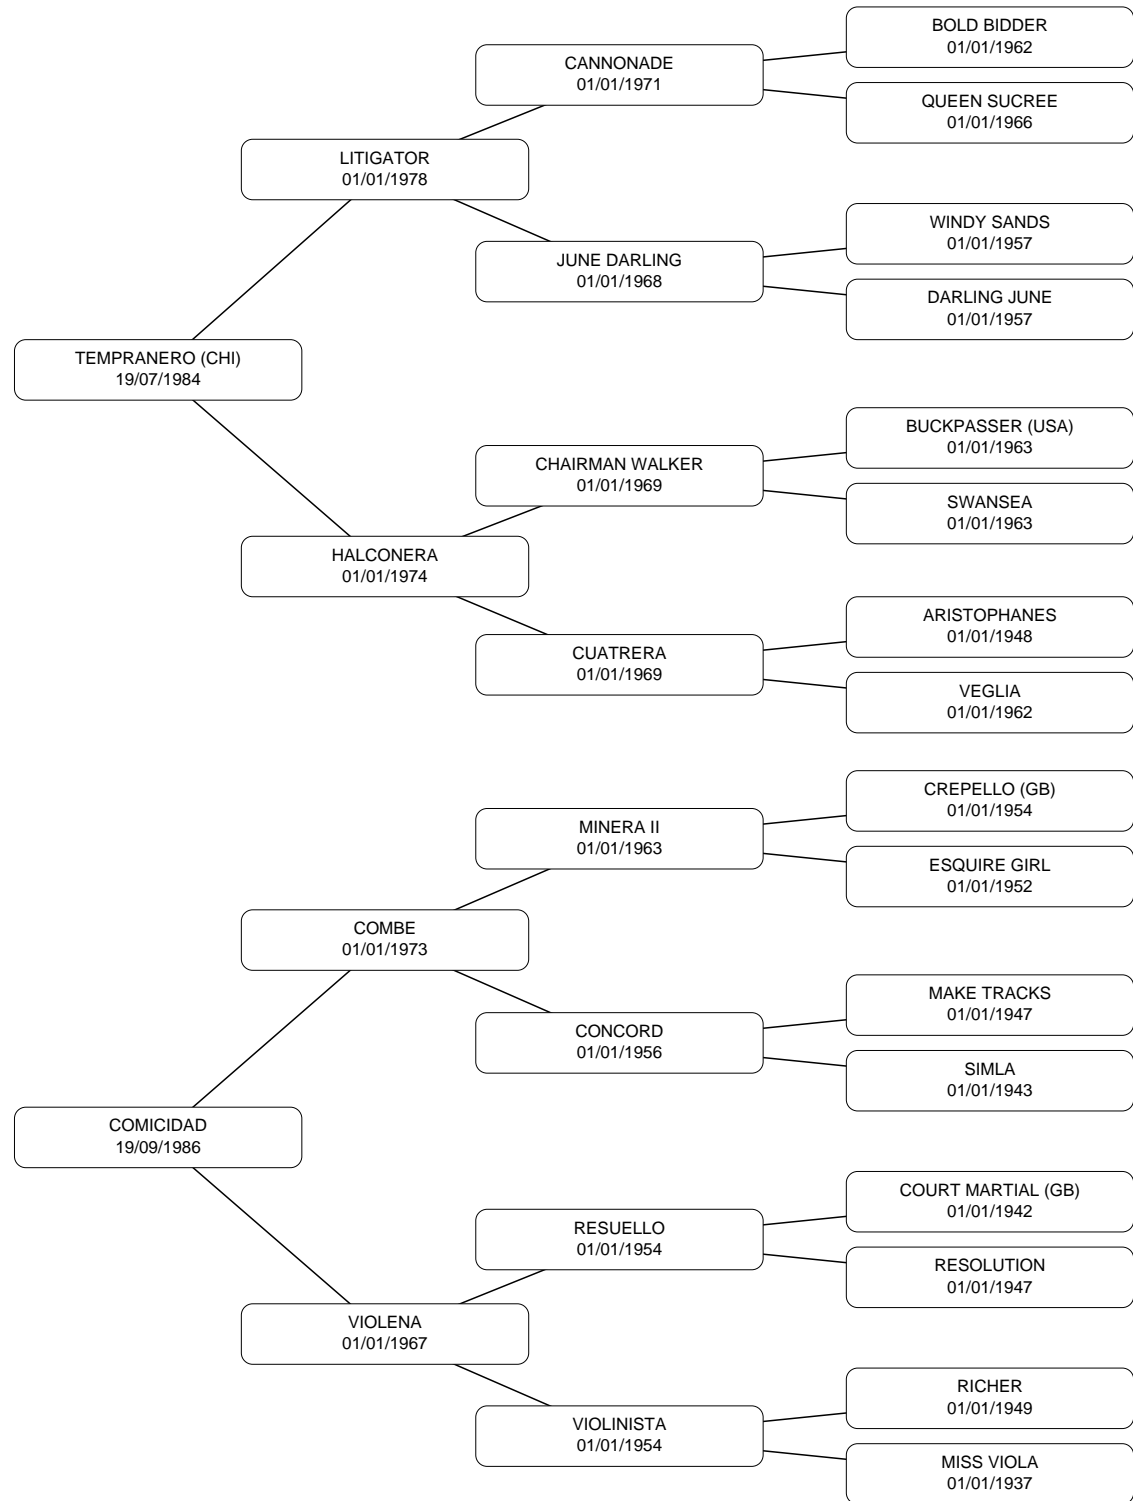 BOLD BIDDER
01/01/1962
CANNONADE
01/01/1971
QUEEN SUCREE
01/01/1966
LITIGATOR
01/01/1978
WINDY SANDS
01/01/1957
JUNE DARLING
01/01/1968
DARLING JUNE
01/01/1957
TEMPRANERO (CHI)
19/07/1984
BUCKPASSER (USA)
01/01/1963
CHAIRMAN WALKER
01/01/1969
SWANSEA
01/01/1963
HALCONERA
01/01/1974
ARISTOPHANES
01/01/1948
CUATRERA
01/01/1969
VEGLIA
01/01/1962
CREPELLO (GB)
01/01/1954
MINERA II
01/01/1963
ESQUIRE GIRL
01/01/1952
COMBE
01/01/1973
MAKE TRACKS
01/01/1947
CONCORD
01/01/1956
SIMLA
01/01/1943
COMICIDAD
19/09/1986
COURT MARTIAL (GB)
01/01/1942
RESUELLO
01/01/1954
RESOLUTION
01/01/1947
VIOLENA
01/01/1967
RICHER
01/01/1949
VIOLINISTA
01/01/1954
MISS VIOLA
01/01/1937